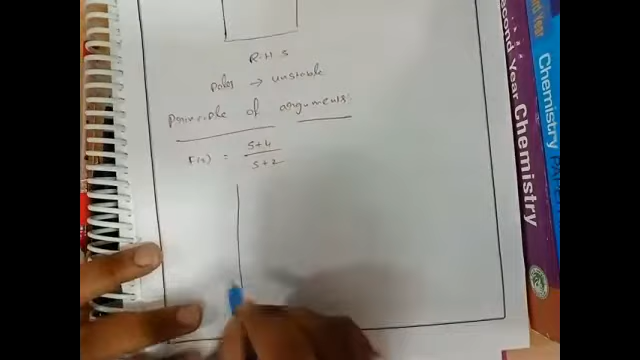 R.H.S
poles → unstable
principle of arguments:
F(s) = s+4
s+2
Second Year Chemistry
Chemistry